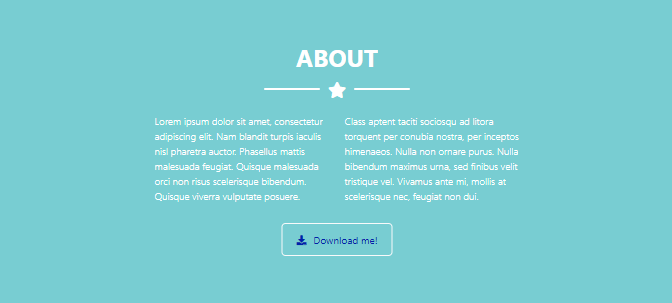 ABOUT
Lorem ipsum dolor sit amet, consectetur
adipiscing elit. Nam blandit turpis iaculis
nisl pharetra auctor. Phasellus mattis
malesuada feugiat. Quisque malesuada
orci non risus scelerisque bibendum.
Quisque viverra vulputate posuere.
Class aptent taciti sociosqu ad litora
torquent per conubia nostra, per inceptos
himenaeos. Nulla non ornare purus. Nulla
bibendum maximus urna, sed finibus velit
tristique vel. Vivamus ante mi, mollis at
scelerisque nec, feugiat non dui.
Download me!